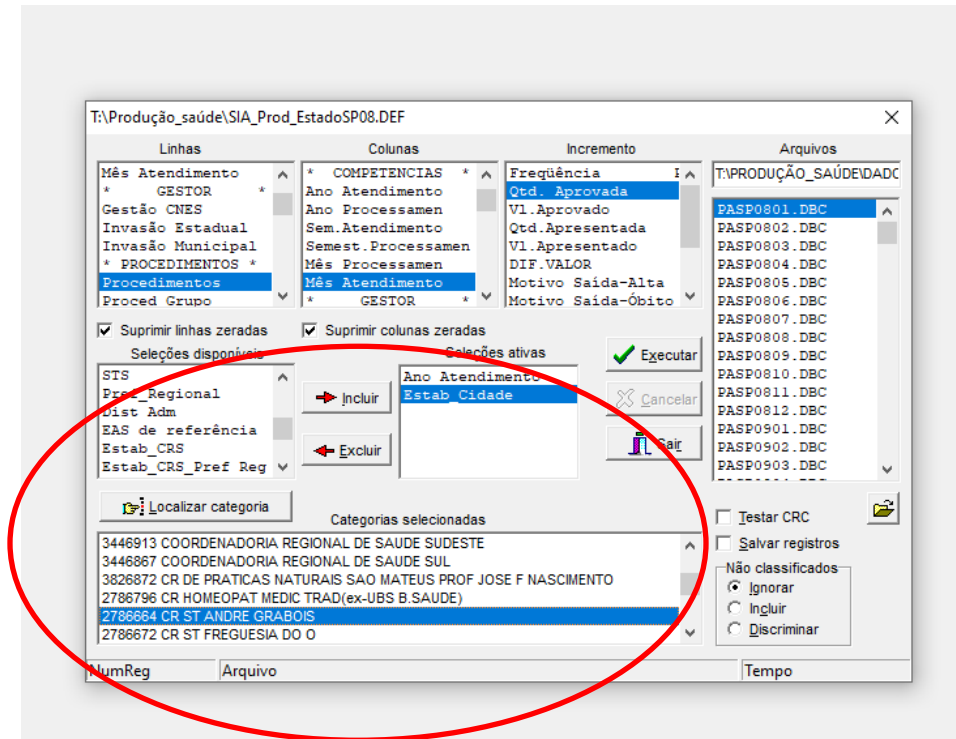 T:\Produção_saúde\SIA_Prod_EstadoSP08.DEF
Linhas
Mês Atendimento
* GESTOR *
Gestão CNES
Invasão Estadual
Invasão Municipal
* PROCEDIMENTOS *
Procedimentos
Proced Grupo
Colunas
* COMPETENCIAS *
Ano Atendimento
Ano Processamen
Sem.Atendimento
Semest.Processamen
Mês Processamen
Mês Atendimento
* GESTOR *
Incremento
Freqüência
Qtd. Aprovada
Vl.Aprovado
Qtd.Apresentada
Vl.Apresentado
DIF.VALOR
Motivo Saída-Alta
Motivo Saída-Óbito
Arquivos
T:\PRODUÇÃO_SAÚDE\DADC
PASP0801.DBC
PASP0802.DBC
PASP0803.DBC
PASP0804.DBC
PASP0805.DBC
PASP0806.DBC
PASP0807.DBC
PASP0808.DBC
PASP0809.DBC
PASP0810.DBC
PASP0811.DBC
PASP0812.DBC
PASP0901.DBC
PASP0902.DBC
PASP0903.DBC
Suprimir linhas zeradas
Suprimir colunas zeradas
Seleções disponíveis
STS
Pref_Regional
Dist Adm
EAS de referência
Estab_CRS
Estab_CRS_Pref Reg
Incluir
Excluir
Seleções ativas
Ano Atendimento
Estab_Cidade
Executar
Cancelar
Sair
Localizar categoria
Categorias selecionadas
3446913 COORDENADORIA REGIONAL DE SAUDE SUDESTE
3446867 COORDENADORIA REGIONAL DE SAUDE SUL
3826872 CR DE PRATICAS NATURAIS SAO MATEUS PROF JOSE F NASCIMENTO
2786796 CR HOMEOPAT MEDIC TRAD(ex-UBS B.SAUDE)
2786664 CR ST ANDRE GRABOIS
2786672 CR ST FREGUESIA DO O
Testar CRC
Salvar registros
Não classificados
Ignorar
Incluir
Discriminar
NumReg
Arquivo
Tempo